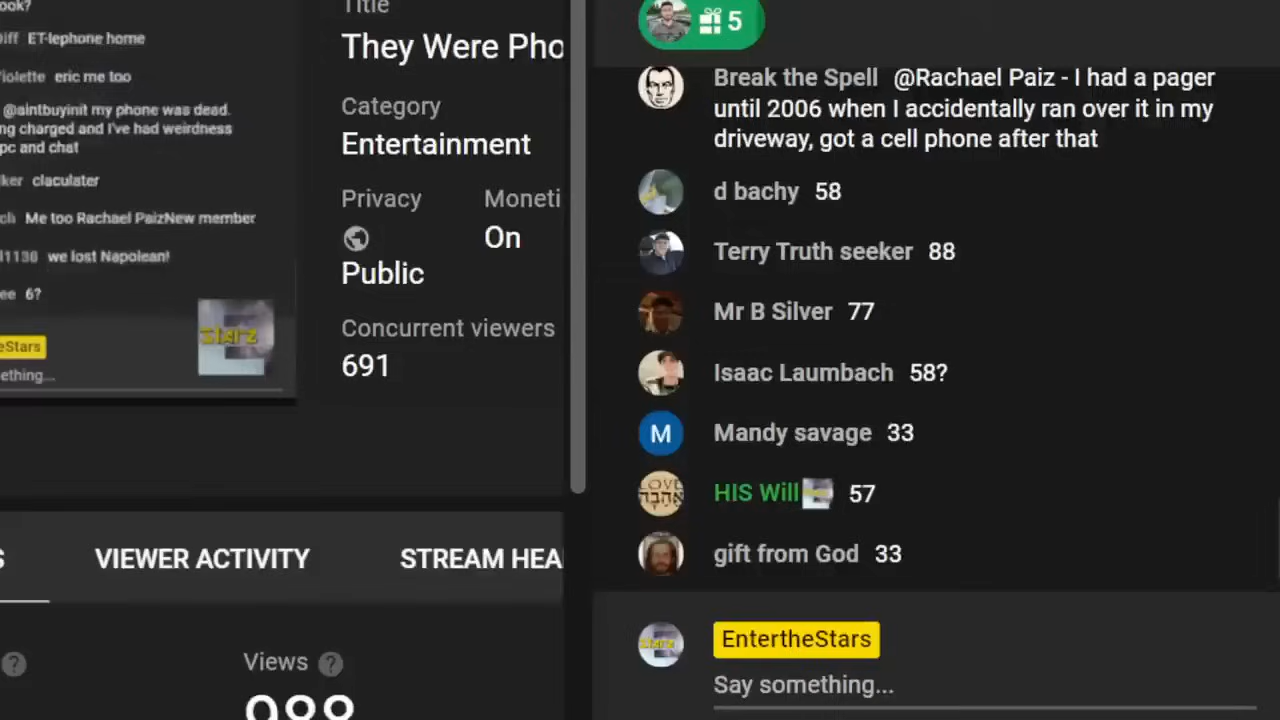 ook?
iff ET-lephone home
iolette eric me too
@aintbuyinit my phone was dead.
ng charged and I've had weirdness
pc and chat
ker claculater
ch Me too Rachael PaizNew member
l1138 we lost Napolean!
ee 6?
eStars
ething...
Starz
Title
They Were Pho
Category
Entertainment
Privacy
Moneti
On
Public
Concurrent viewers
691
S
VIEWER ACTIVITY
STREAM HEA
Views
988
5
Break the Spell @Rachael Paiz - I had a pager
until 2006 when I accidentally ran over it in my
driveway, got a cell phone after that
d bachy 58
Terry Truth seeker 88
Mr B Silver 77
Isaac Laumbach 58?
M
Mandy savage 33
LOVE
אהבה
HIS Will 57
gift from God 33
EntertheStars
Say something...